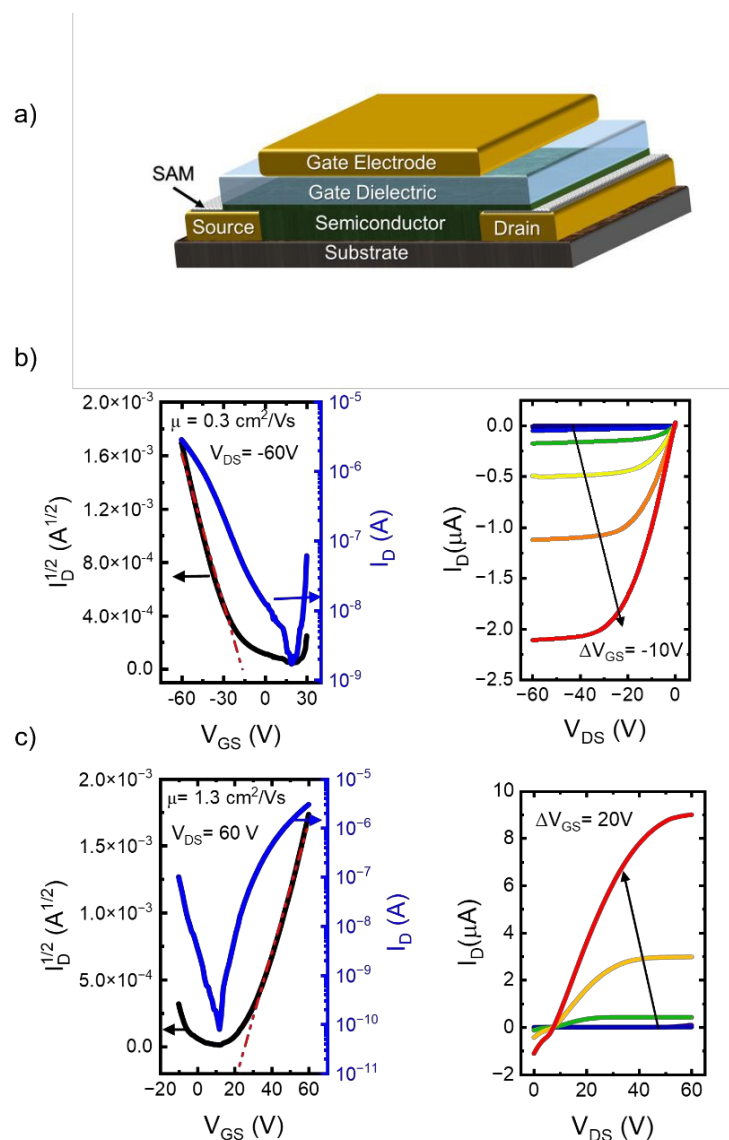 a)
Gate Electrode
SAM
Gate Dielectric
Source
Semiconductor
Drain
Substrate
b)
2.0×10⁻³
1.6×10⁻³
1.2×10⁻³
8.0×10⁻⁴
4.0×10⁻⁴
0.0
I_D^1/2 (A^1/2)
μ = 0.3 cm²/Vs
V_DS= -60V
10⁻⁵
10⁻⁶
10⁻⁷
10⁻⁸
10⁻⁹
I_D (A)
-60 -30 0 30
V_GS (V)
0.0
−0.5
−1.0
−1.5
−2.0
−2.5
I_D(μA)
ΔV_GS= -10V
−60 −40 −20 0
V_DS (V)
c)
2.0×10⁻³
1.5×10⁻³
1.0×10⁻³
5.0×10⁻⁴
0.0
I_D^1/2 (A^1/2)
μ= 1.3 cm²/Vs
V_DS= 60 V
10⁻⁵
10⁻⁶
10⁻⁷
10⁻⁸
10⁻⁹
10⁻¹⁰
10⁻¹¹
I_D (A)
−20 0 20 40 60
V_GS (V)
10
8
6
4
2
0
−2
I_D(μA)
ΔV_GS= 20V
0 20 40 60
V_DS (V)